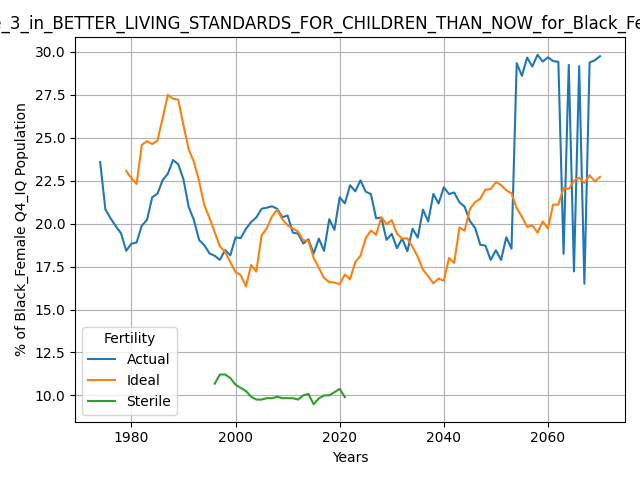 _3_in_BETTER_LIVING_STANDARDS_FOR_CHILDREN_THAN_NOW_for_Black_Fe
30.0
27.5
25.0
22.5
20.0
17.5
15.0
12.5
10.0
% of Black_Female Q4_IQ Population
Fertility
Actual
Ideal
Sterile
1980
2000
2020
2040
2060
Years